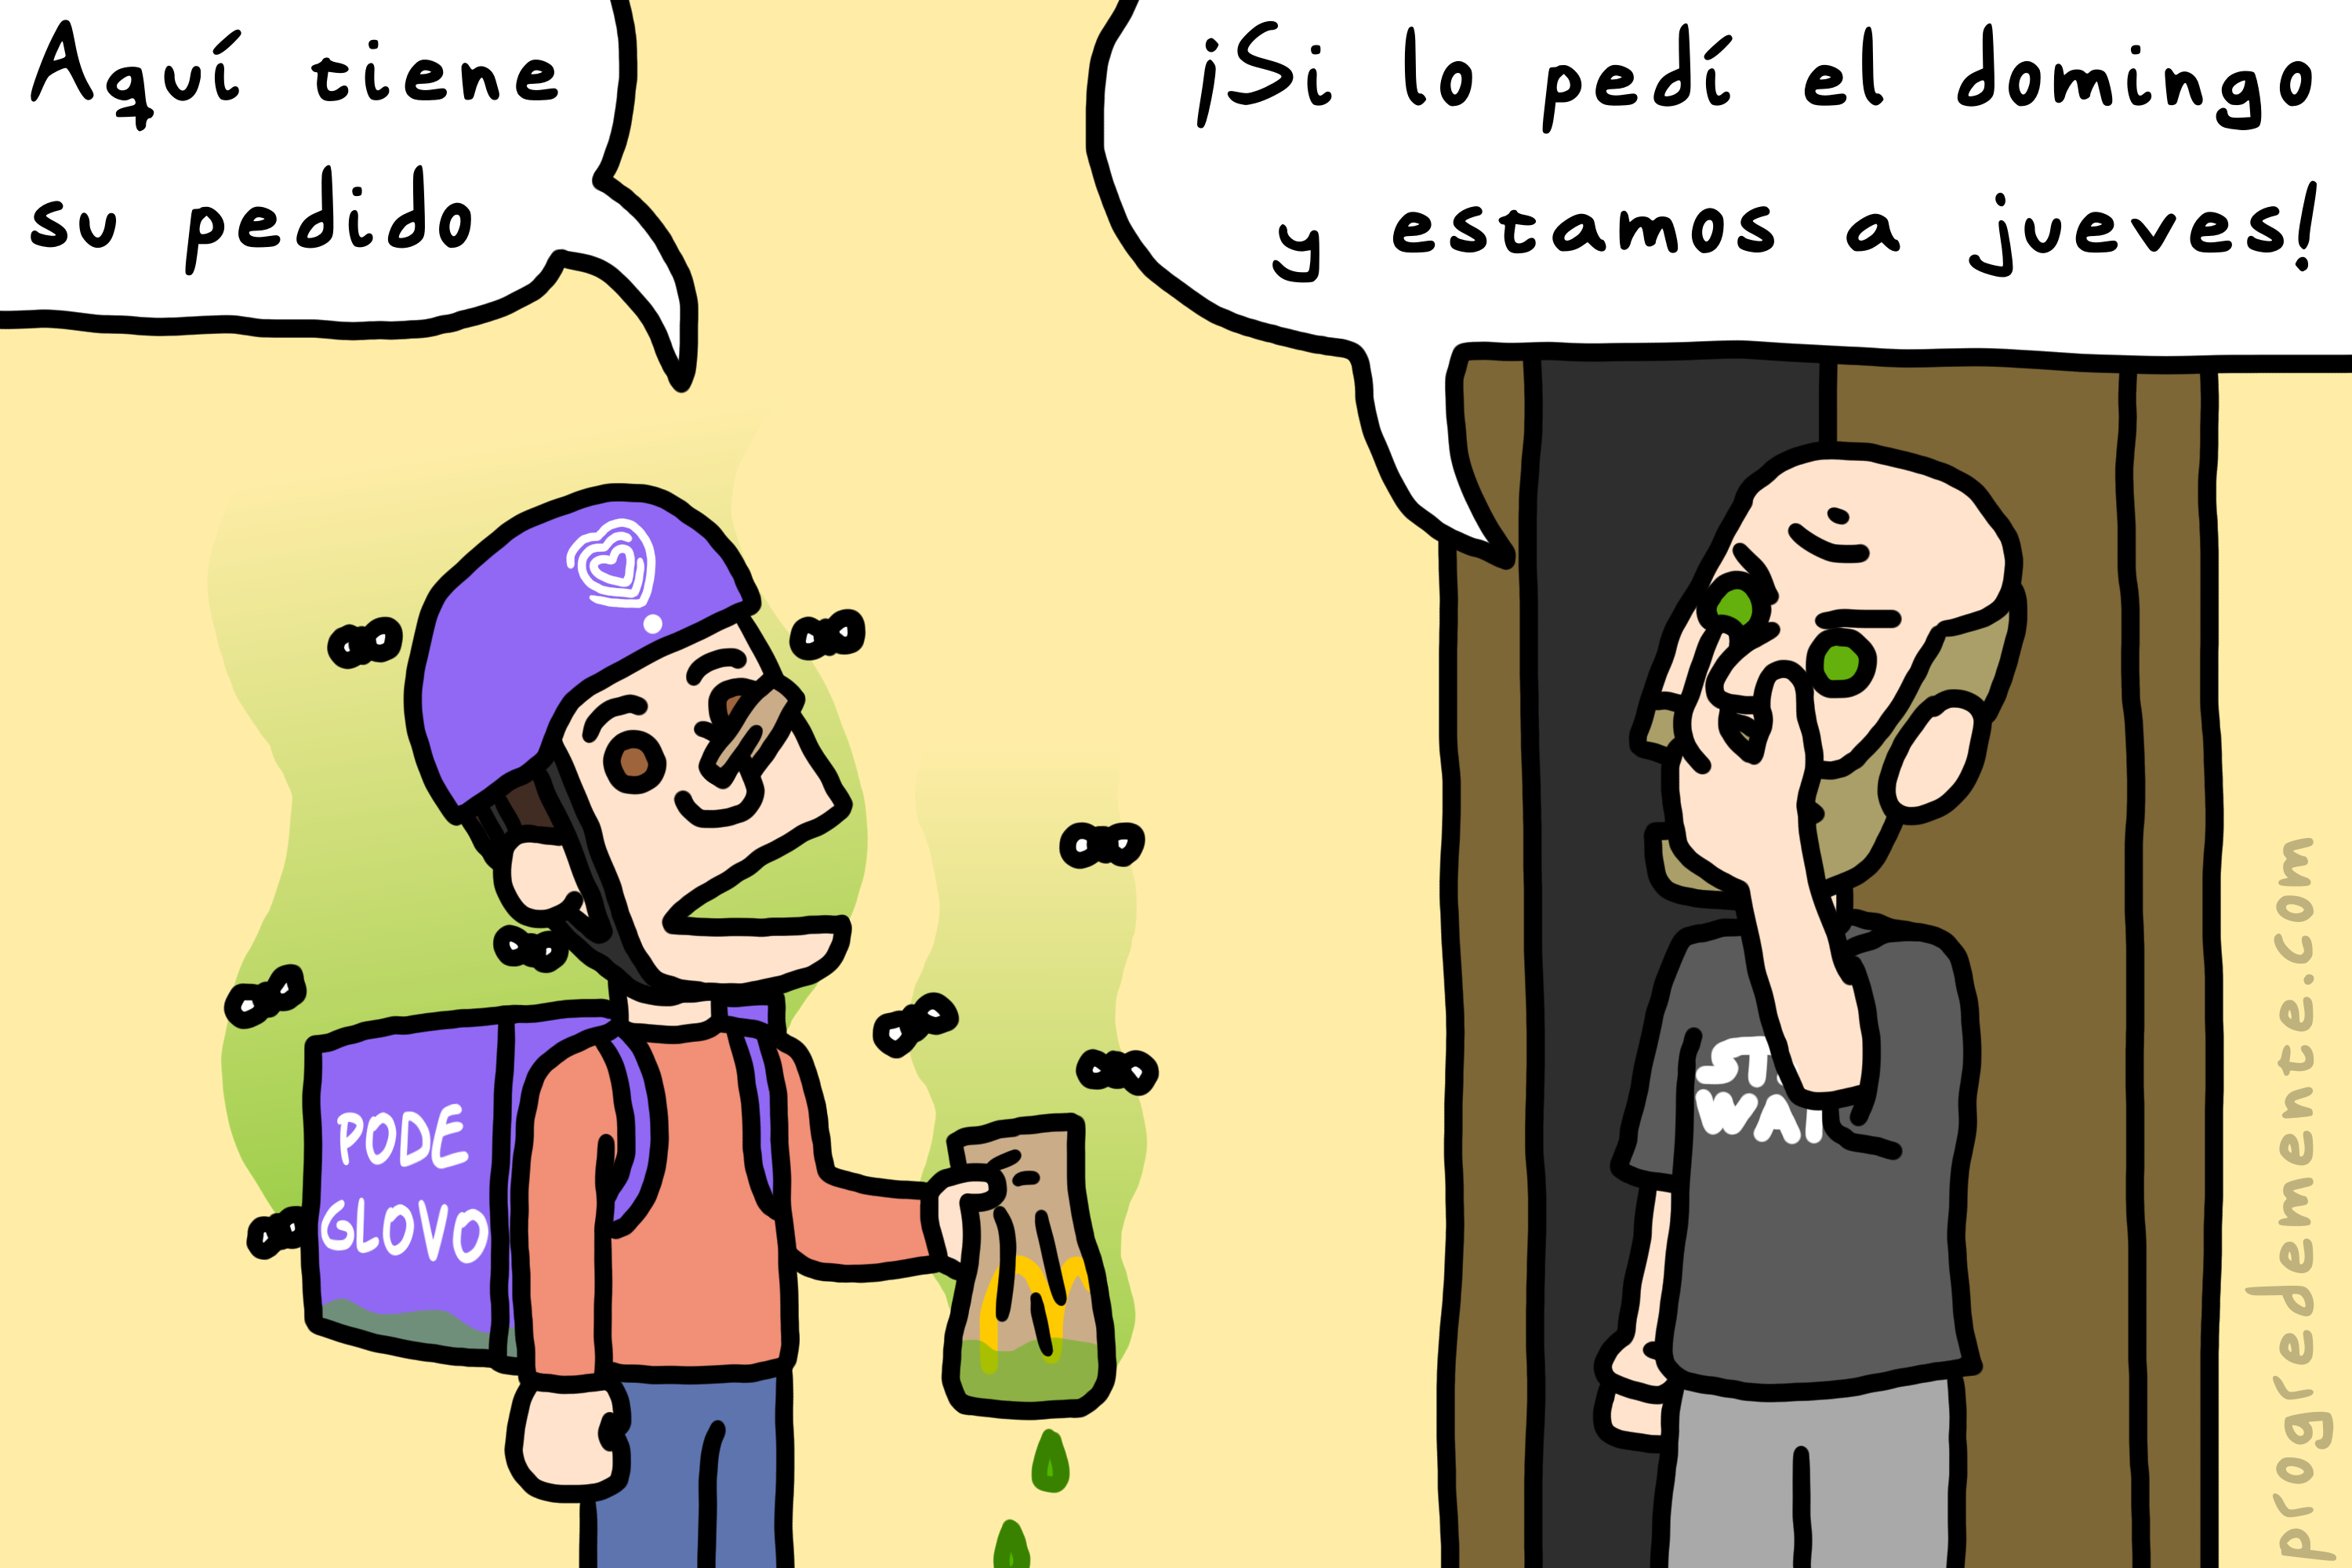 Aquí tiene
su pedido
¡Si lo pedí el domingo
y estamos a jueves!
PODE
GLOVO
progredemente.com